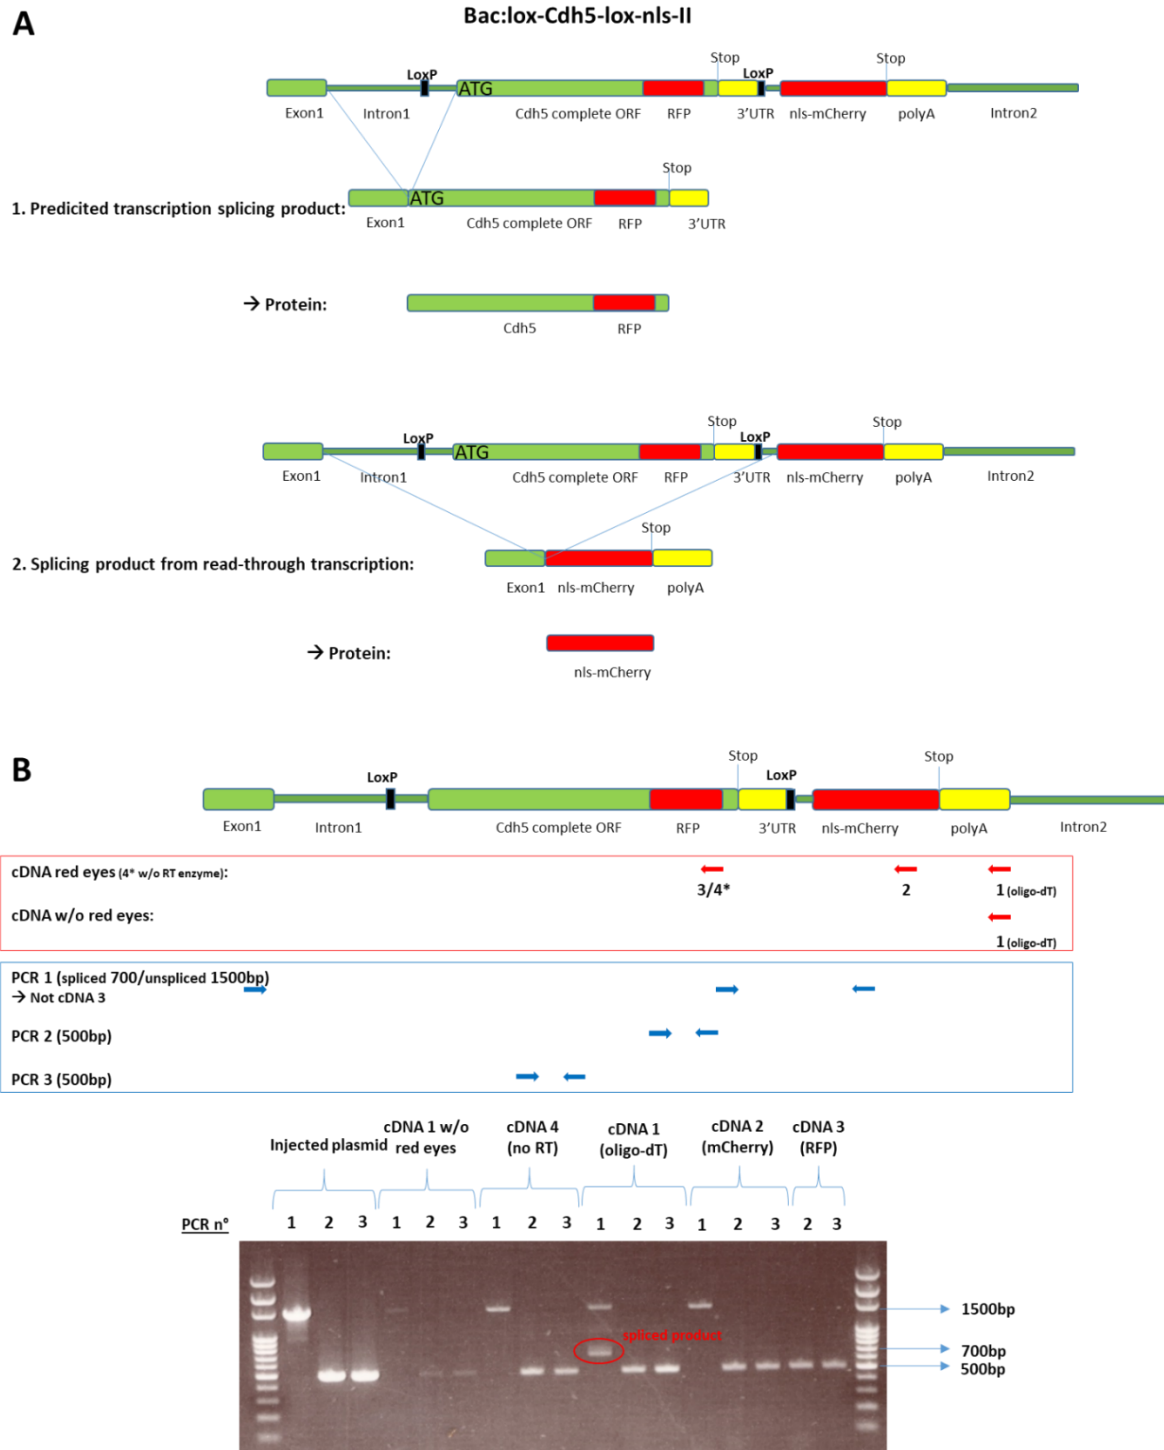 A
Bac:lox-Cdh5-lox-nls-II
Stop
Stop
LoxP
LoxP
ATG
Exon1
Intron1
Cdh5 complete ORF
RFP
3'UTR
nls-mCherry
polyA
Intron2
Stop
ATG
1. Predicited transcription splicing product:
Exon1
Cdh5 complete ORF
RFP
3'UTR
→ Protein:
Cdh5
RFP
Stop
Stop
LoxP
LoxP
ATG
Exon1
Intron1
Cdh5 complete ORF
RFP
3'UTR
nls-mCherry
polyA
Intron2
Stop
2. Splicing product from read-through transcription:
Exon1
nls-mCherry
polyA
→ Protein:
nls-mCherry
B
Stop
Stop
LoxP
LoxP
Exon1
Intron1
Cdh5 complete ORF
RFP
3'UTR
nls-mCherry
polyA
Intron2
cDNA red eyes (4* w/o RT enzyme):
3/4*
2
1 (oligo-dT)
cDNA w/o red eyes:
1 (oligo-dT)
PCR 1 (spliced 700/unspliced 1500bp)
→ Not cDNA 3
PCR 2 (500bp)
PCR 3 (500bp)
Injected plasmid
cDNA 1 w/o
red eyes
cDNA 4
(no RT)
cDNA 1
(oligo-dT)
cDNA 2
(mCherry)
cDNA 3
(RFP)
PCR n° 1 2 3 1 2 3 1 2 3 1 2 3 1 2 3 2 3
1500bp
spliced product
700bp
500bp